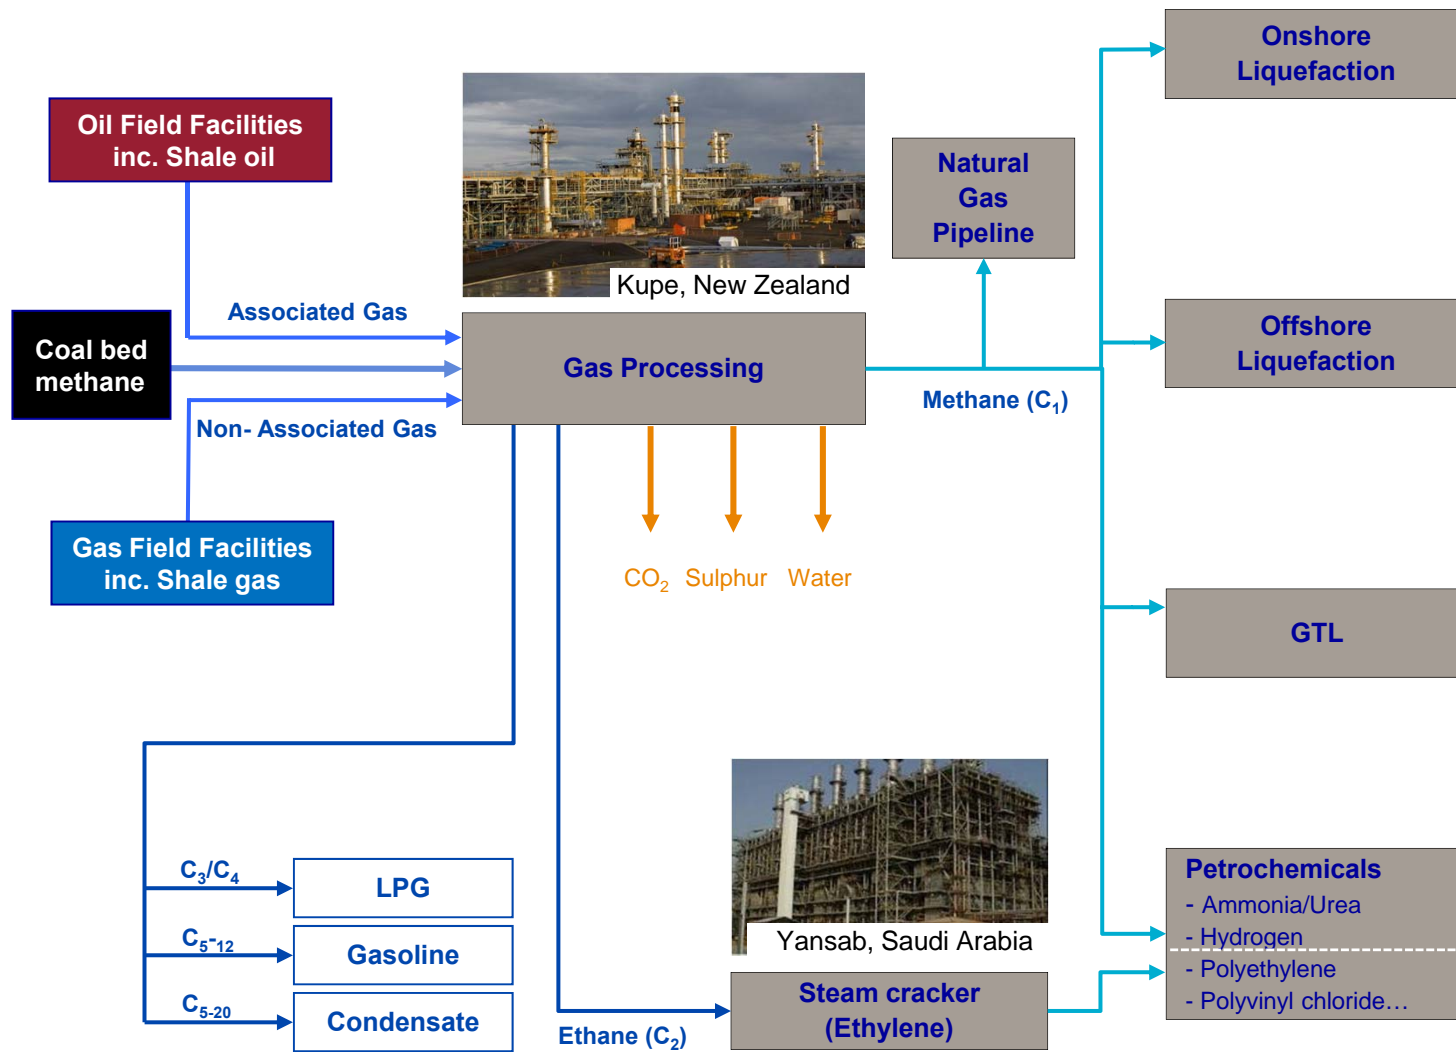 Onshore
Liquefaction
Oil Field Facilities
inc. Shale oil
Natural
Gas
Pipeline
Kupe, New Zealand
Associated Gas
Coal bed
methane
Gas Processing
Offshore
Liquefaction
Methane (C₁)
Non- Associated Gas
Gas Field Facilities
inc. Shale gas
CO₂ Sulphur Water
GTL
C₃/C₄
LPG
C₅-₁₂
Gasoline
C₅₋₂₀
Condensate
Yansab, Saudi Arabia
Steam cracker
(Ethylene)
Ethane (C₂)
Petrochemicals
- Ammonia/Urea
- Hydrogen
- Polyethylene
- Polyvinyl chloride…